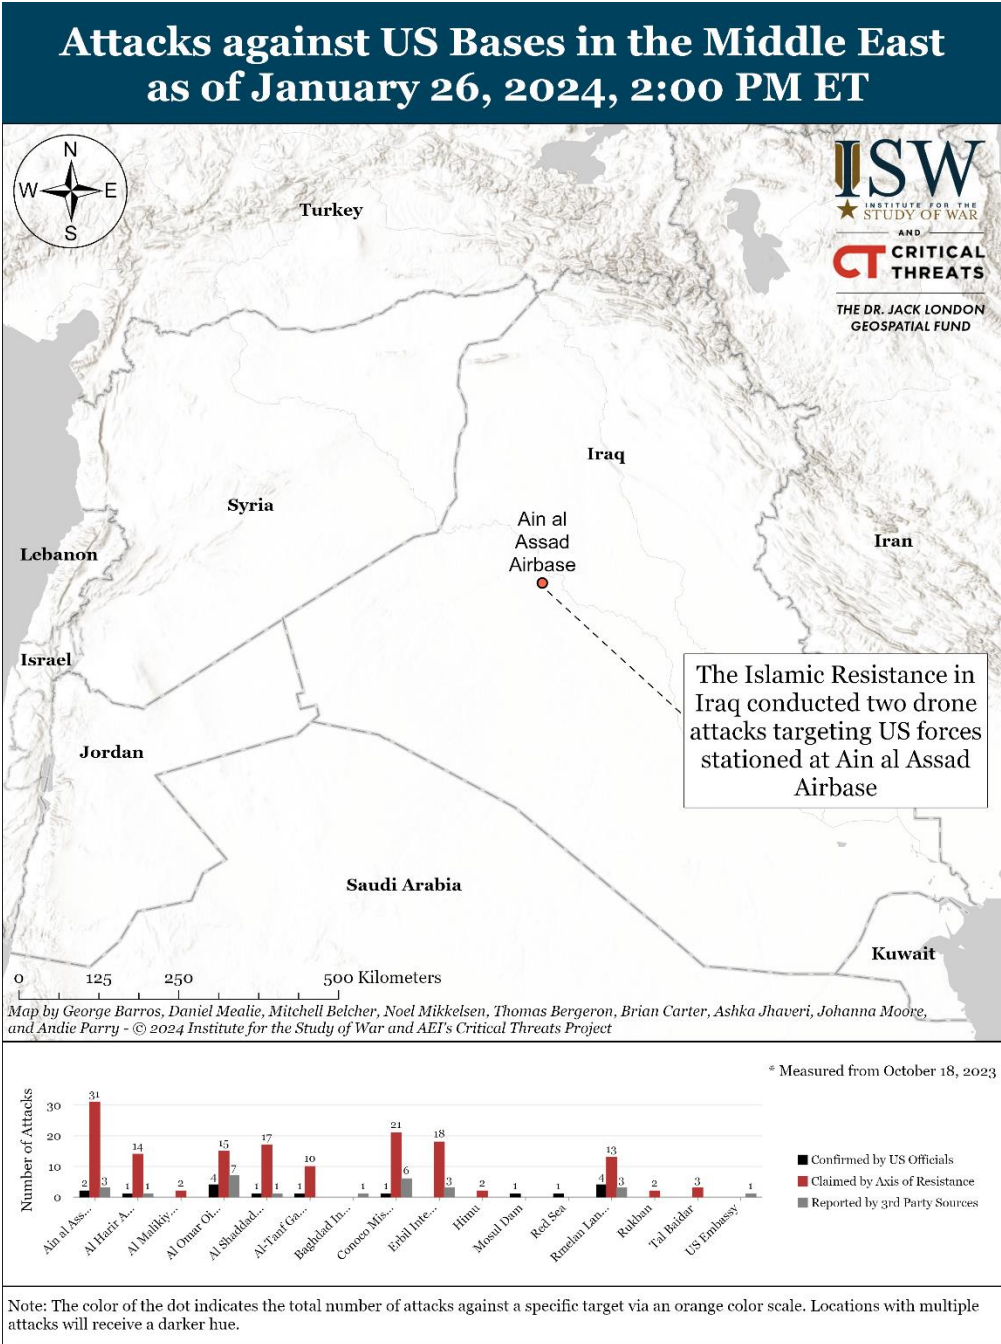 Attacks against US Bases in the Middle East
as of January 26, 2024, 2:00 PM ET
N
W E
S
ISW
INSTITUTE FOR THE
STUDY OF WAR
AND
CT CRITICAL
THREATS
THE DR. JACK LONDON
GEOSPATIAL FUND
Turkey
Iraq
Syria
Ain al
Assad
Airbase
Iran
Lebanon
Israel
The Islamic Resistance in
Iraq conducted two drone
attacks targeting US forces
stationed at Ain al Assad
Airbase
Jordan
Saudi Arabia
Kuwait
0 125 250 500 Kilometers
Map by George Barros, Daniel Mealie, Mitchell Belcher, Noel Mikkelsen, Thomas Bergeron, Brian Carter, Ashka Jhaveri, Johanna Moore,
and Andie Parry - © 2024 Institute for the Study of War and AEI's Critical Threats Project
* Measured from October 18, 2023
Number of Attacks
30
20
10
0
2 31 3
1 14 1
2
4 15 7
1 17 1
1 10
1
1 21 6
18 3
2
1
1
4 13 3
2
3
1
Ain al Ass...
Al Harir A...
Al Malikiy...
Al Omar Oi...
Al Shaddad...
Al-Tanf Ga...
Baghdad In...
Conoco Mis...
Erbil Inte...
Himu
Mosul Dam
Red Sea
Rmelan Lan...
Rukban
Tal Baidar
US Embassy
Confirmed by US Officials
Claimed by Axis of Resistance
Reported by 3rd Party Sources
Note: The color of the dot indicates the total number of attacks against a specific target via an orange color scale. Locations with multiple
attacks will receive a darker hue.